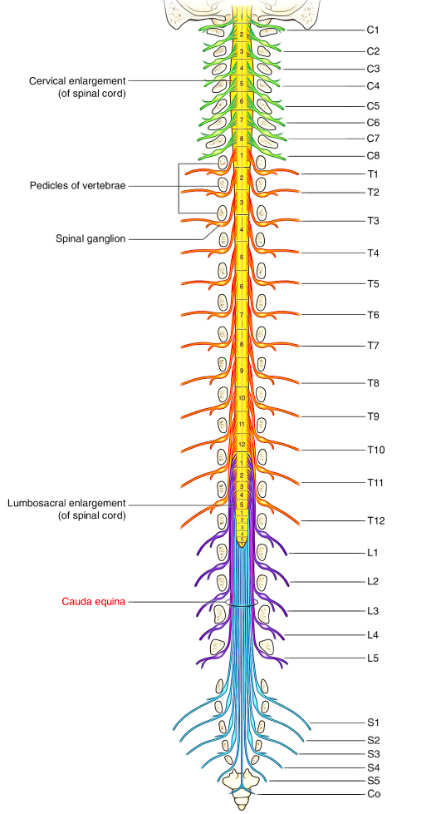 C1
C2
C3
C4
C5
C6
C7
C8
T1
T2
T3
T4
T5
T6
T7
T8
T9
T10
T11
T12
L1
L2
L3
L4
L5
S1
S2
S3
S4
S5
Co
Cervical enlargement
(of spinal cord)
Pedicles of vertebrae
Spinal ganglion
Lumbosacral enlargement
(of spinal cord)
Cauda equina
1
2
3
4
5
6
7
8
1
2
3
4
5
6
7
8
9
10
11
12
1
2
3
4
5
1
2
3